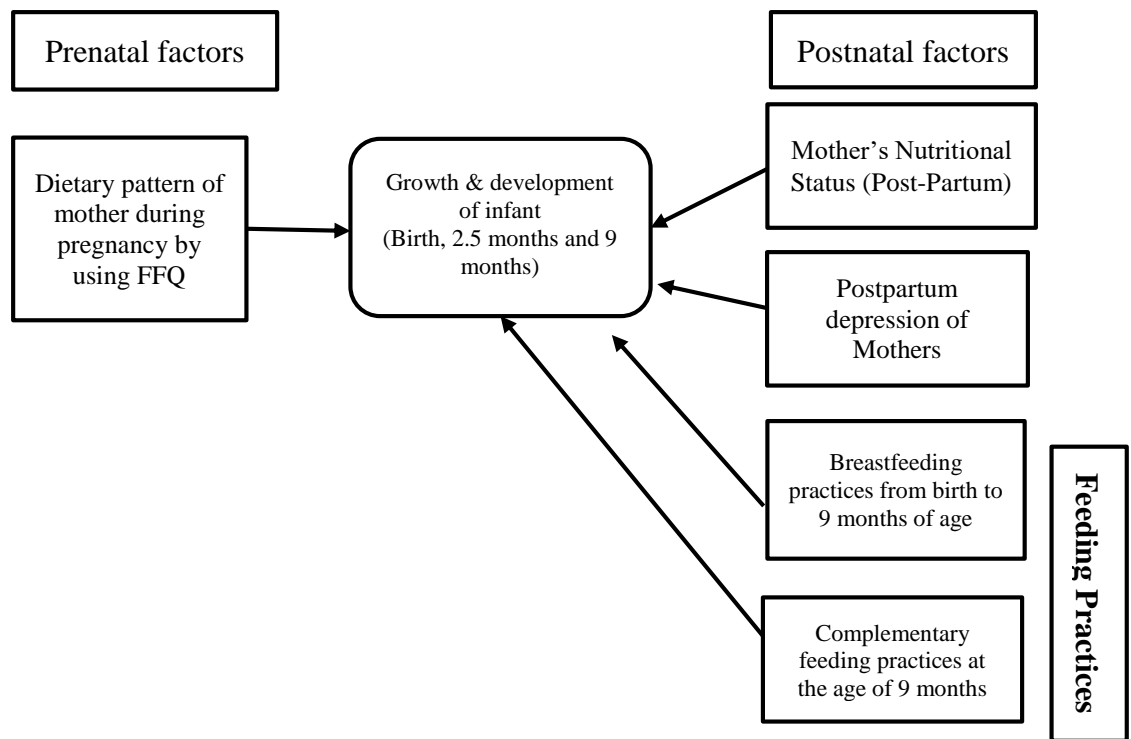 Prenatal factors
Postnatal factors
Dietary pattern of
mother during
pregnancy by
using FFQ
Growth & development
of infant
(Birth, 2.5 months and 9
months)
Mother’s Nutritional
Status (Post-Partum)
Postpartum
depression of
Mothers
Breastfeeding
practices from birth to
9 months of age
Complementary
feeding practices at
the age of 9 months
Feeding Practices